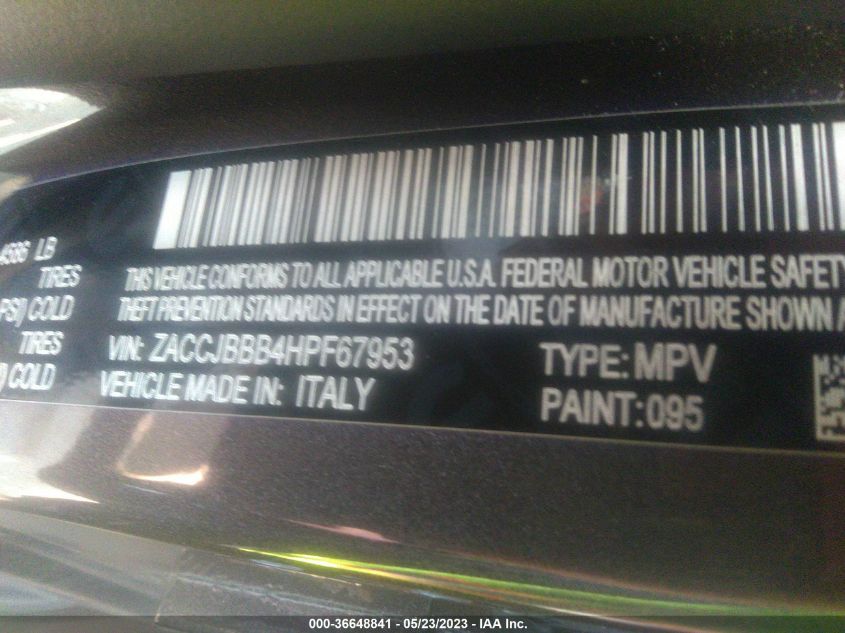 LB
TIRES
PSI) COLD
TIRES
) COLD
THIS VEHICLE CONFORMS TO ALL APPLICABLE U.S.A. FEDERAL MOTOR VEHICLE SAFETY
THEFT PREVENTION STANDARDS IN EFFECT ON THE DATE OF MANUFACTURE SHOWN A
VIN: ZACCJBBB4HPF67953
TYPE: MPV
VEHICLE MADE IN: ITALY
PAINT: 095
000-36648841 - 05/23/2023 - IAA Inc.